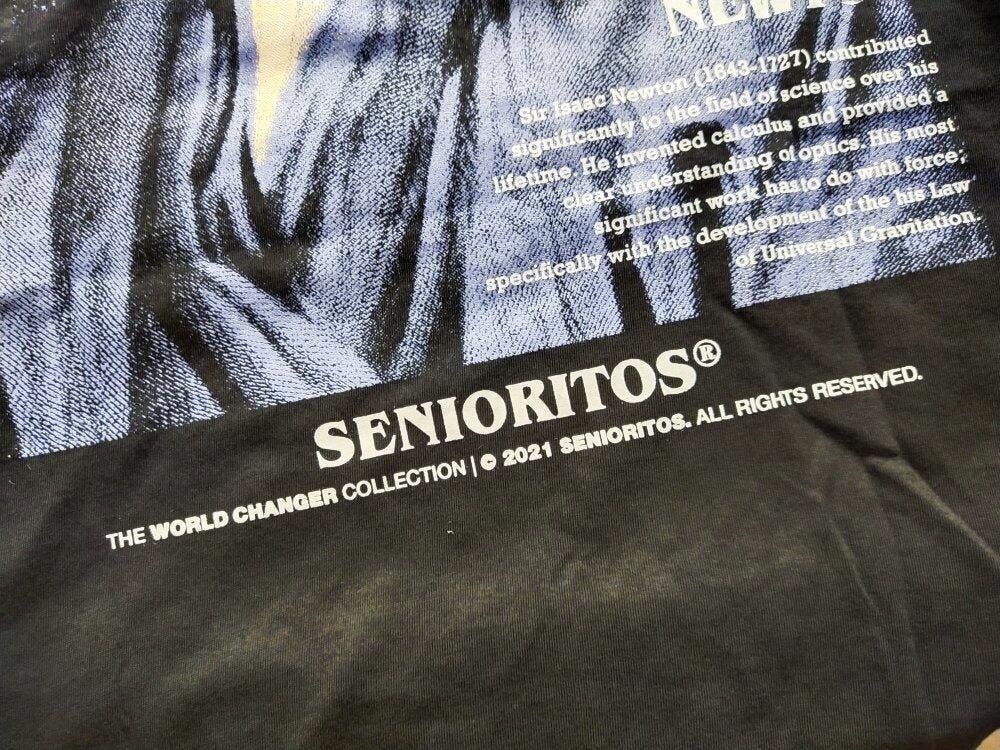 Sir Isaac Newton (1643-1727) contributed
significantly to the field of science over his
lifetime. He invented calculus and provided a
clear understanding of optics. His most
significant work has to do with force;
specifically with the development of the his Law
of Universal Gravitation.
SENIORITOS®
THE WORLD CHANGER COLLECTION | © 2021 SENIORITOS. ALL RIGHTS RESERVED.